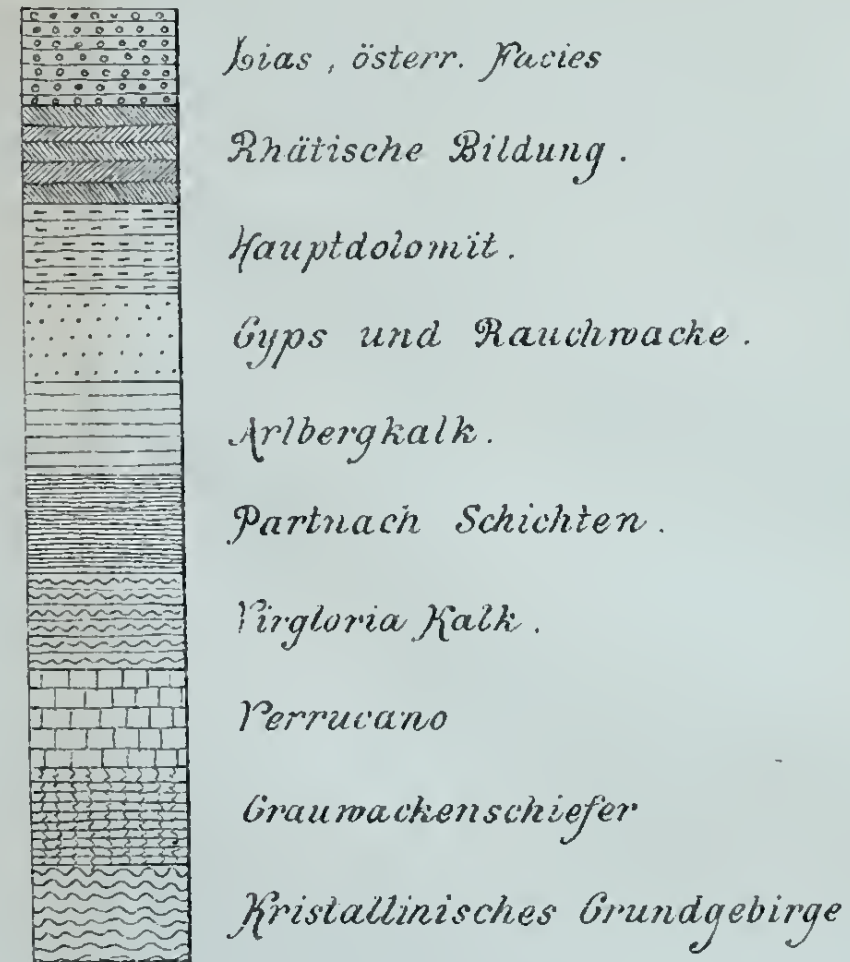 Lias, österr. Facies
Rhätische Bildung.
Hauptdolomit.
Gyps und Rauchwacke.
Arlbergkalk.
Partnach Schichten.
Virgloria Kalk.
Verrucano
Grauwackenschiefer
Kristallinisches Grundgebirge